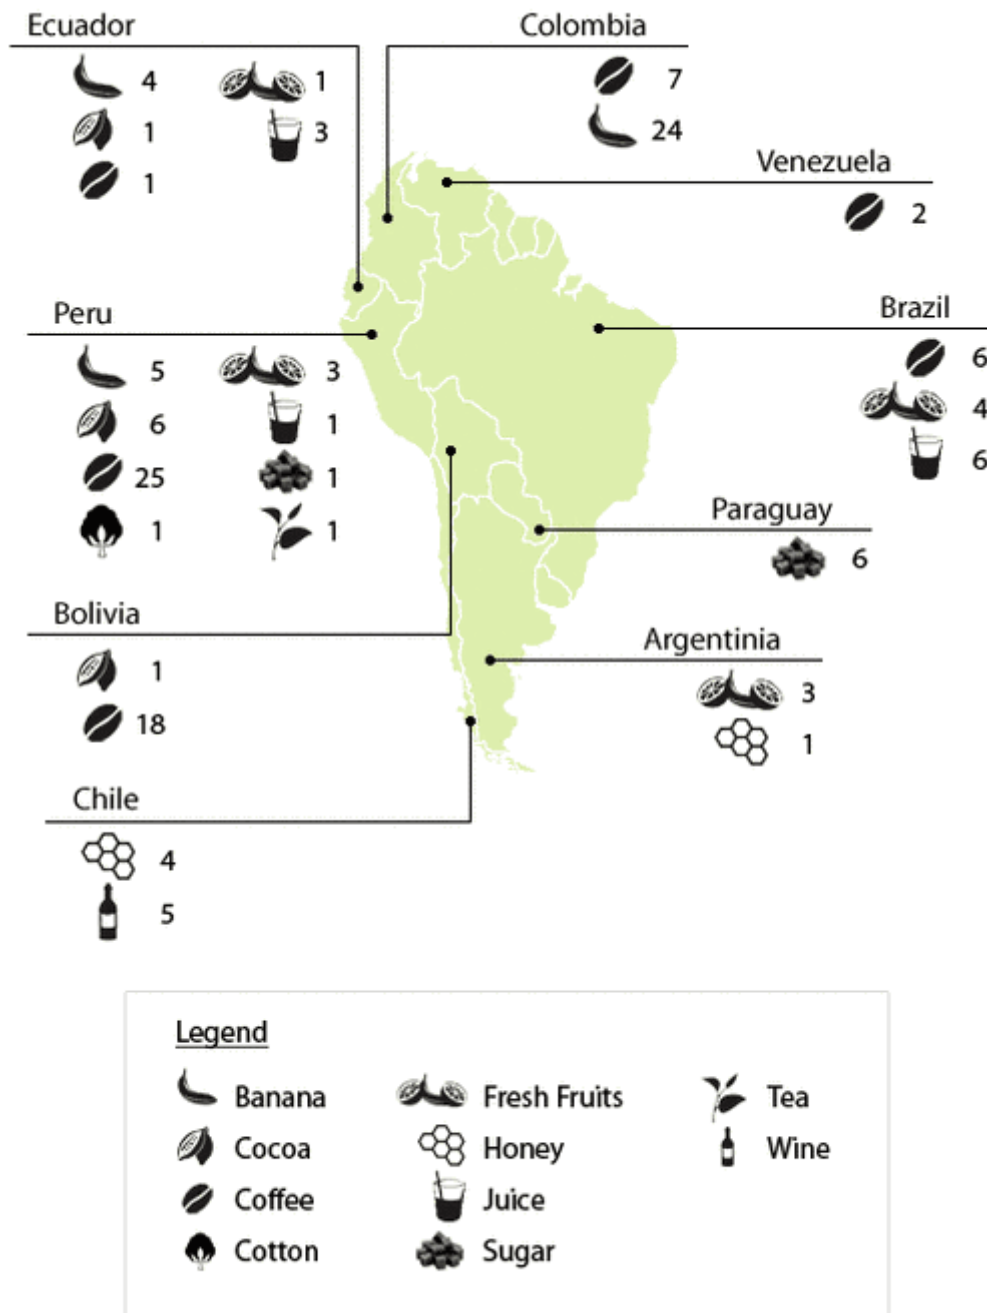 Ecuador
4
1
1
3
1
Colombia
7
24
Venezuela
2
Peru
5
3
6
1
25
1
1
1
Brazil
6
4
6
Paraguay
6
Bolivia
1
18
Argentinia
3
1
Chile
4
5
Legend
Banana
Fresh Fruits
Tea
Cocoa
Honey
Wine
Coffee
Juice
Cotton
Sugar